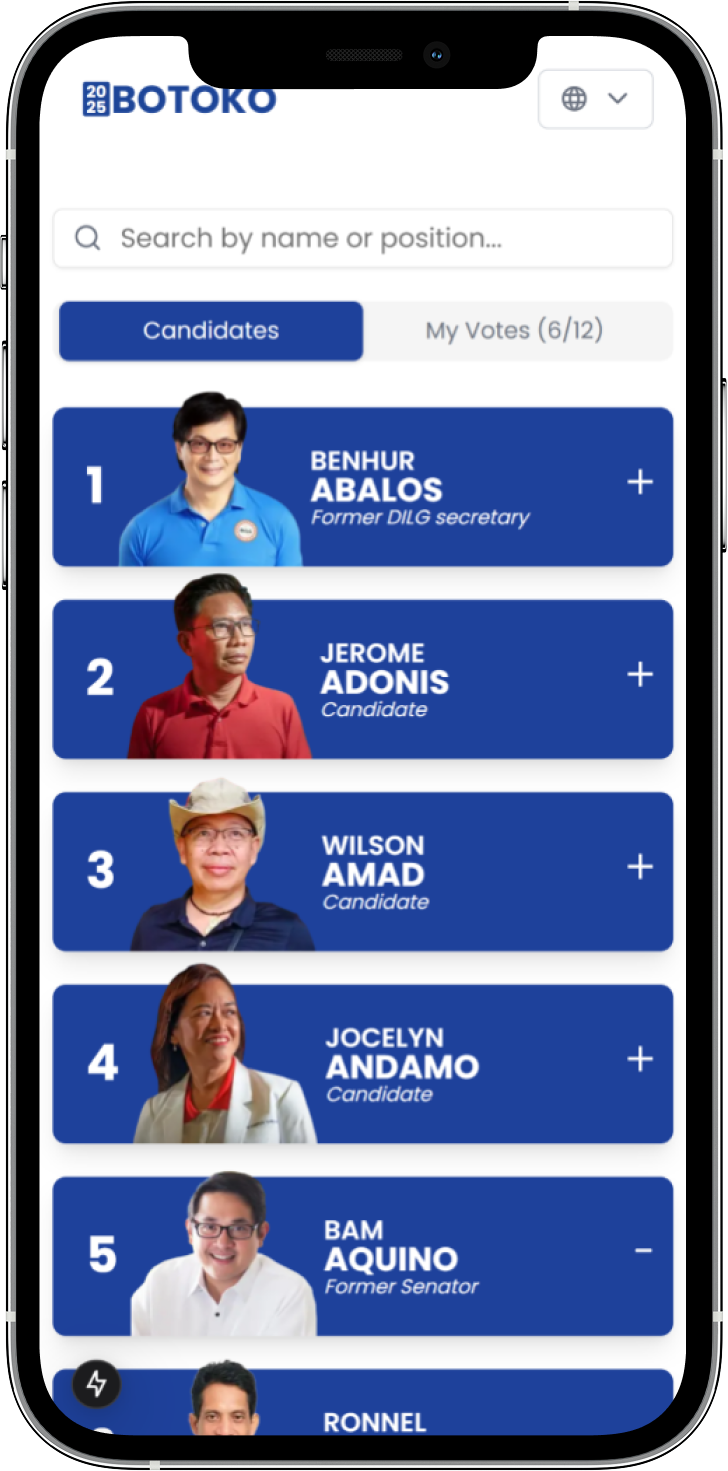 2025 BOTOKO
Search by name or position...
Candidates
My Votes (6/12)
1
BENHUR
ABALOS
Former DILG secretary
2
JEROME
ADONIS
Candidate
3
WILSON
AMAD
Candidate
4
JOCELYN
ANDAMO
Candidate
5
BAM
AQUINO
Former Senator
RONNEL